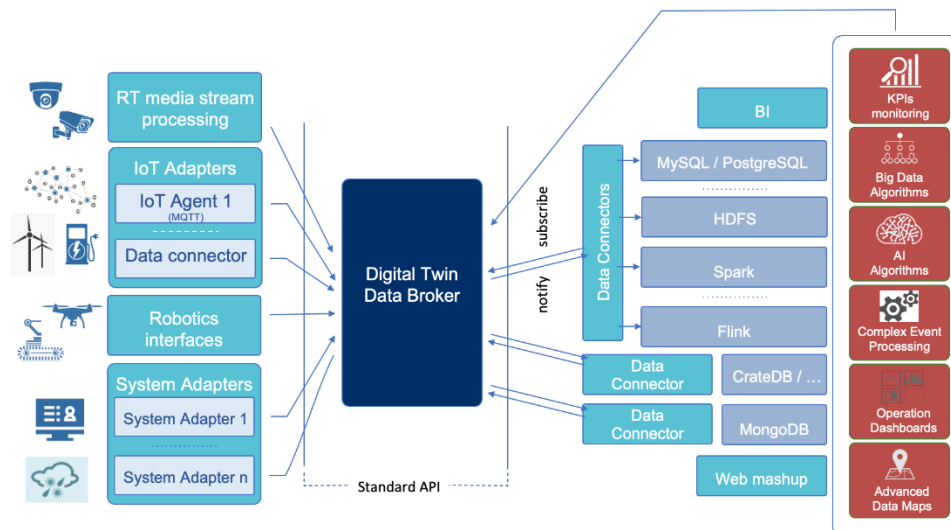 RT media stream
processing
IoT Adapters
IoT Agent 1
(MQTT)
Data connector
Robotics
interfaces
System Adapters
System Adapter 1
System Adapter n
Digital Twin
Data Broker
Standard API
subscribe
notify
Data Connectors
BI
MySQL / PostgreSQL
HDFS
Spark
Flink
Data
Connector
CrateDB / ...
Data
Connector
MongoDB
Web mashup
KPIs
monitoring
Big Data
Algorithms
AI
Algorithms
Complex Event
Processing
Operation
Dashboards
Advanced
Data Maps